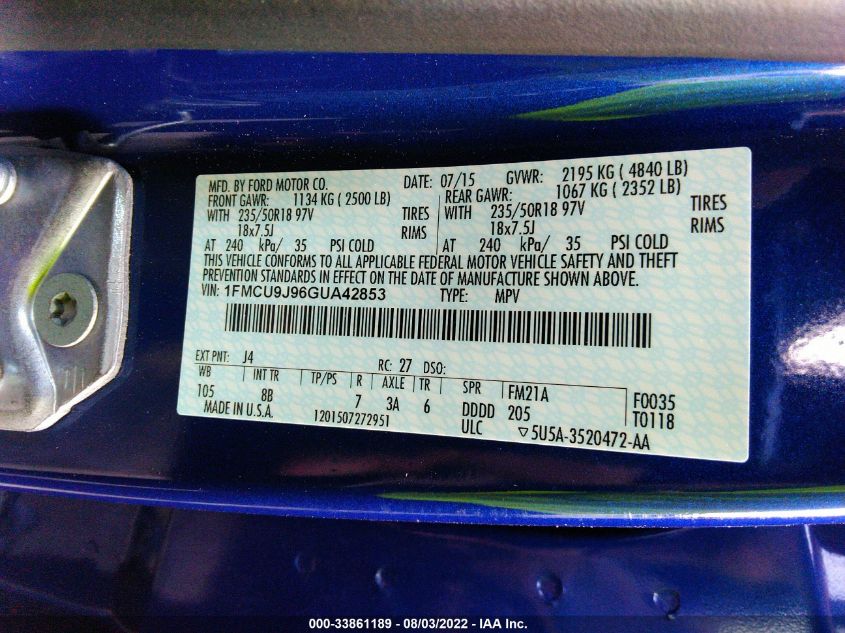 MFD. BY FORD MOTOR CO. DATE: 07/15 GVWR: 2195 KG ( 4840 LB)
FRONT GAWR: 1134 KG ( 2500 LB) REAR GAWR: 1067 KG ( 2352 LB)
WITH 235/50R18 97V TIRES WITH 235/50R18 97V TIRES
18x7.5J RIMS 18x7.5J RIMS
AT 240 kPa/ 35 PSI COLD AT 240 kPa/ 35 PSI COLD
THIS VEHICLE CONFORMS TO ALL APPLICABLE FEDERAL MOTOR VEHICLE SAFETY AND THEFT
PREVENTION STANDARDS IN EFFECT ON THE DATE OF MANUFACTURE SHOWN ABOVE.
VIN: 1FMCU9J96GUA42853 TYPE: MPV
EXT PNT: J4 RC: 27 DSO:
WB INT TR TP/PS R AXLE TR SPR FM21A F0035
105 8B 7 3A 6 DDDD 205 T0118
MADE IN U.S.A. 1201507272951 ULC ▽5U5A-3520472-AA
000-33861189 - 08/03/2022 - IAA Inc.